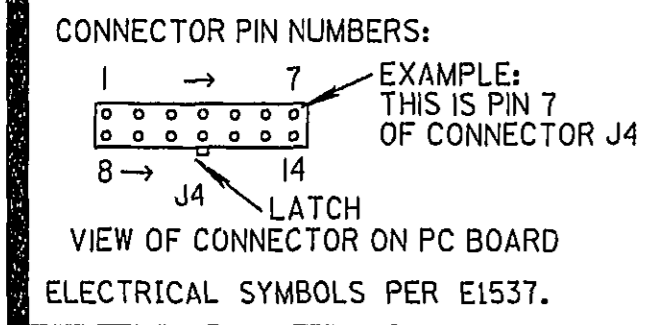 CONNECTOR PIN NUMBERS:
1 → 7
EXAMPLE:
THIS IS PIN 7
OF CONNECTOR J4
8 → 14
J4
LATCH
VIEW OF CONNECTOR ON PC BOARD
ELECTRICAL SYMBOLS PER E1537.